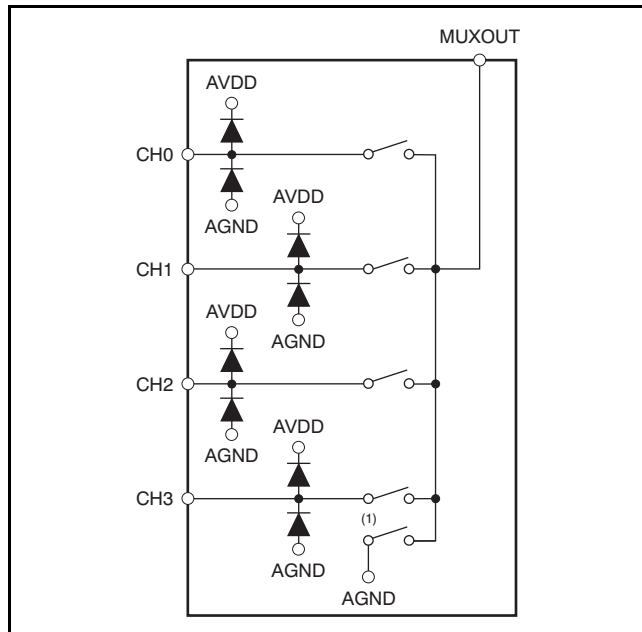 MUXOUT
AVDD
CH0
AGND
AVDD
CH1
AGND
AVDD
CH2
AGND
AVDD
CH3
(1)
AGND
AGND